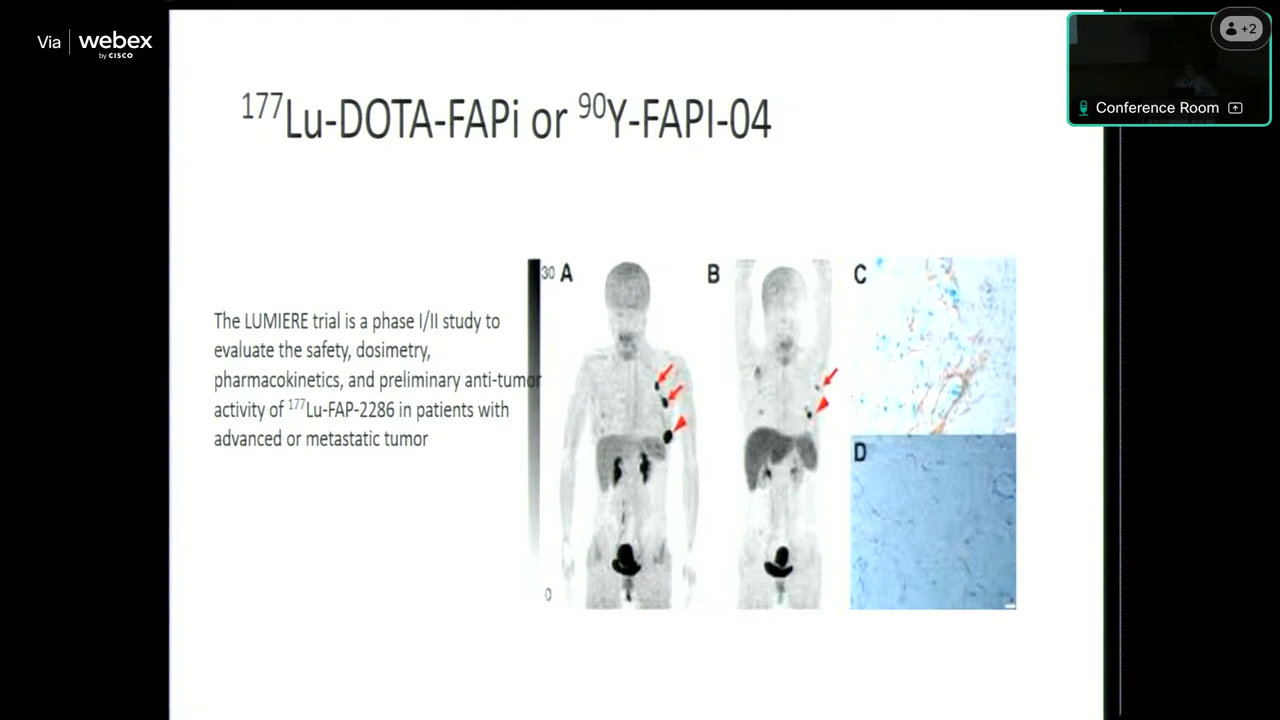 Via webex
by CISCO
+2
Conference Room
177Lu-DOTA-FAPi or 90Y-FAPI-04
The LUMIERE trial is a phase I/II study to
evaluate the safety, dosimetry,
pharmacokinetics, and preliminary anti-tumor
activity of 177Lu-FAP-2286 in patients with
advanced or metastatic tumor
30 A
B
C
D
0